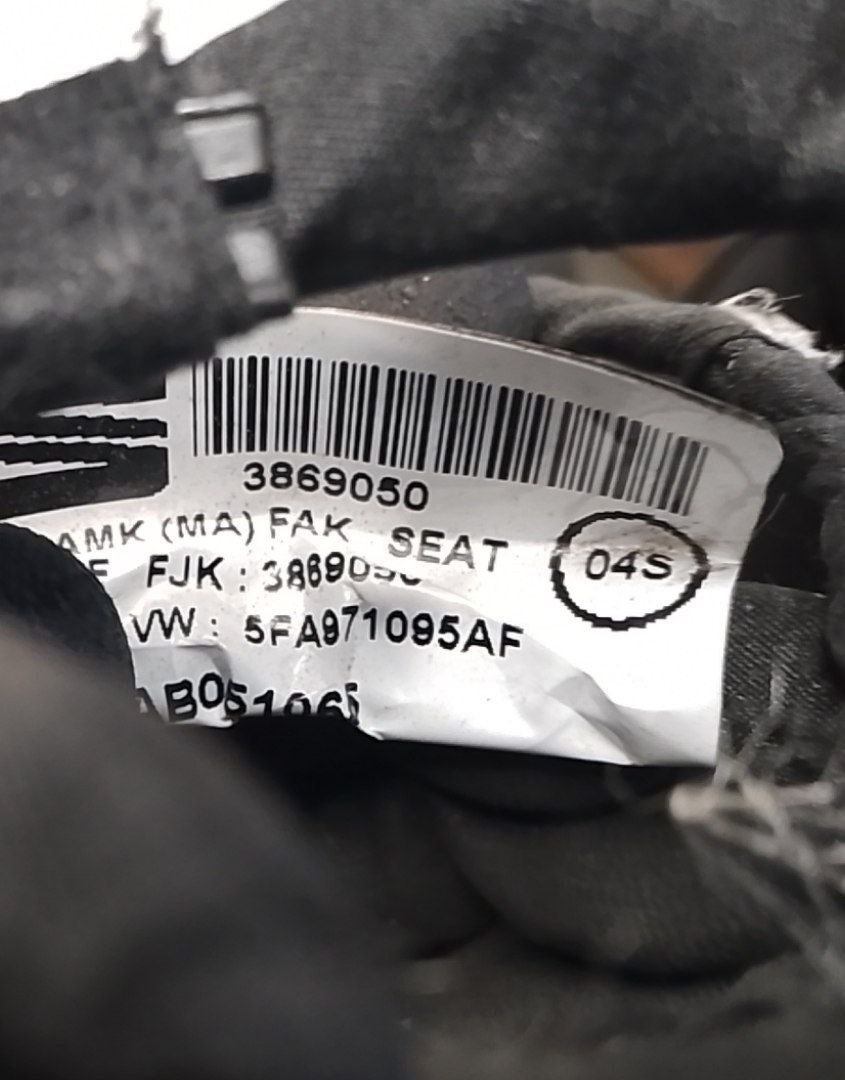 3869050
AMK (MA) FAK SEAT
04S
FJK : 3869050
VW : 5FA971095AF